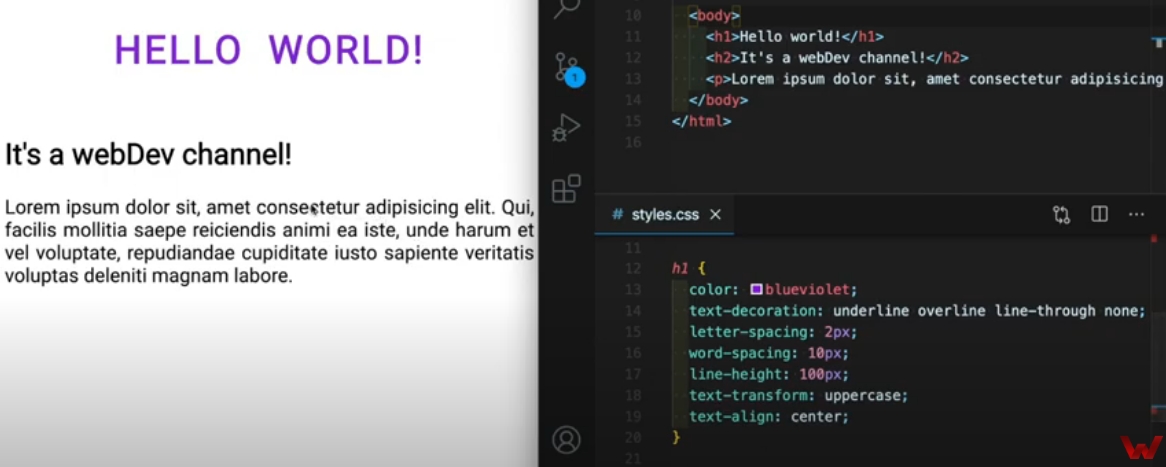 HELLO WORLD!
It's a webDev channel!
Lorem ipsum dolor sit, amet consectetur adipisicing elit. Qui,
facilis mollitia saepe reiciendis animi ea iste, unde harum et
vel voluptate, repudiandae cupiditate iusto sapiente veritatis
voluptas deleniti magnam labore.
1
10 <body>
11 <h1>Hello world!</h1>
12 <h2>It's a webDev channel!</h2>
13 <p>Lorem ipsum dolor sit, amet consectetur adipisicing
14 </body>
15 </html>
16
# styles.css
11
12 h1 {
13 color: blueviolet;
14 text-decoration: underline overline line-through none;
15 letter-spacing: 2px;
16 word-spacing: 10px;
17 line-height: 100px;
18 text-transform: uppercase;
19 text-align: center;
20 }
21
W